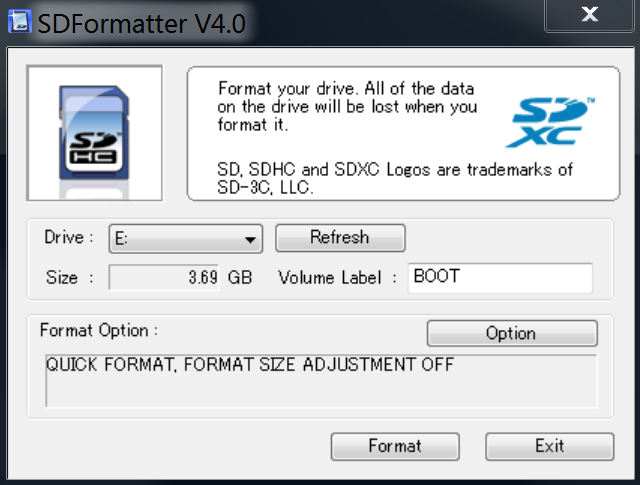 SDFormatter V4.0
X
SD
HC
Format your drive. All of the data
on the drive will be lost when you
format it.
SD, SDHC and SDXC Logos are trademarks of
SD-3C, LLC.
SD™
XC
Drive : E: Refresh
Size : 3.69 GB Volume Label : BOOT
Format Option :
Option
QUICK FORMAT, FORMAT SIZE ADJUSTMENT OFF
Format Exit